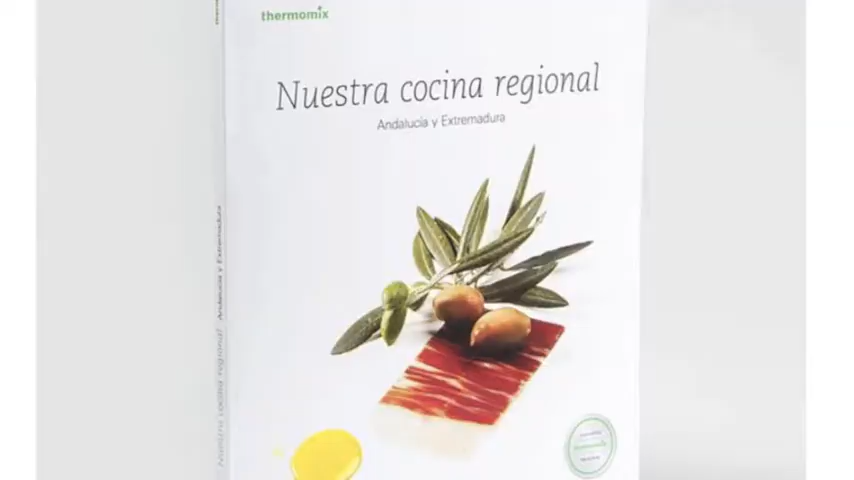 thermomix
Nuestra cocina regional
Andalucía y Extremadura
Nuestra cocina regional Andalucía y Extremadura